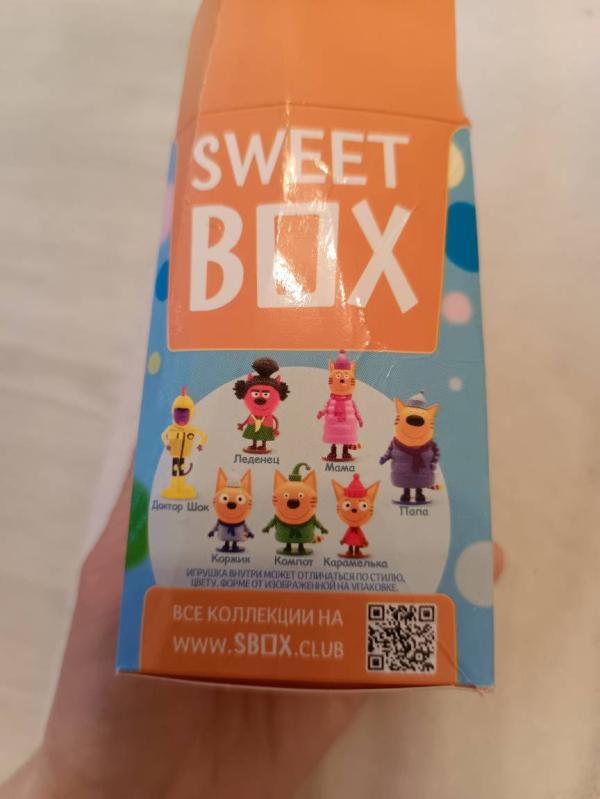 SWEET
BOX
Леденец
Мама
Доктор Шок
Папа
Коржик
Компот
Карамелька
ИГРУШКА ВНУТРИ МОЖЕТ ОТЛИЧАТЬСЯ ПО СТИЛЮ,
ЦВЕТУ, ФОРМЕ ОТ ИЗОБРАЖЕННОЙ НА УПАКОВКЕ.
ВСЕ КОЛЛЕКЦИИ НА
WWW.SBOX.CLUB